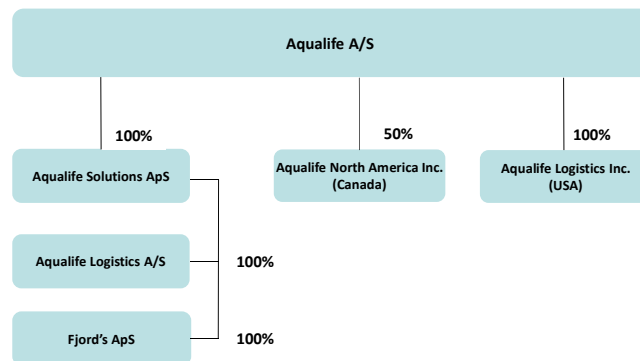 Aqualife A/S
100%
50%
100%
Aqualife Solutions ApS
Aqualife North America Inc.
(Canada)
Aqualife Logistics Inc.
(USA)
Aqualife Logistics A/S
100%
Fjord’s ApS
100%